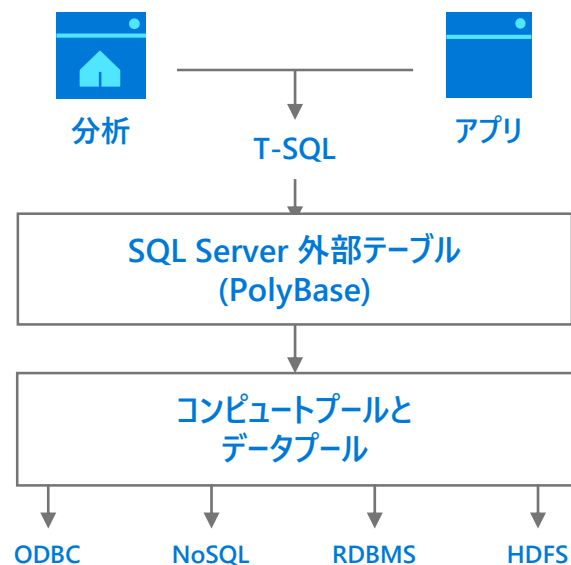 分析
アプリ
T-SQL
SQL Server 外部テーブル
(PolyBase)
コンピュートプールと
データプール
ODBC
NoSQL
RDBMS
HDFS